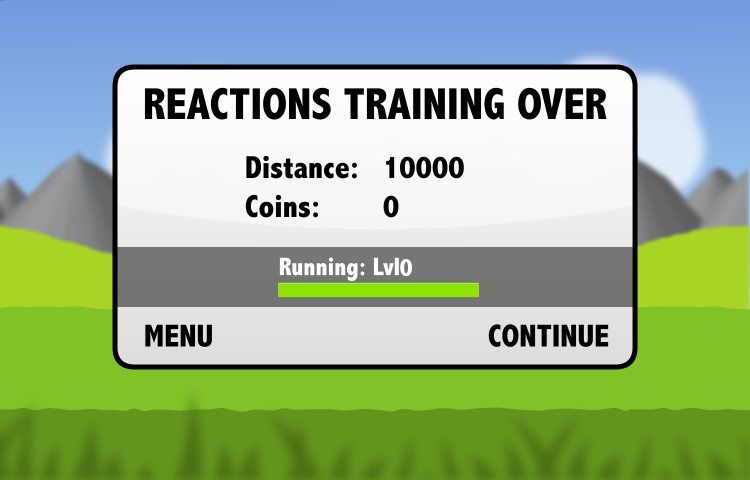 REACTIONS TRAINING OVER
Distance: 10000
Coins: 0
Running: Lvl0
MENU
CONTINUE